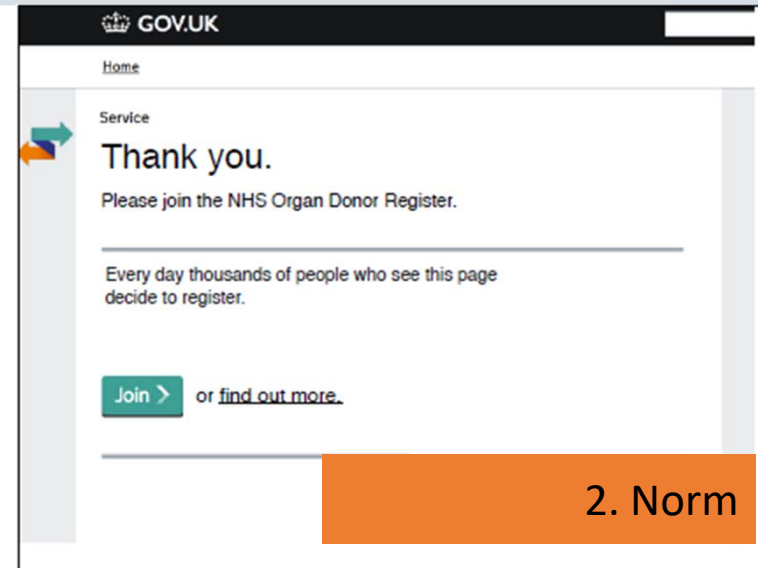 GOV.UK
Home
Service
Thank you.
Please join the NHS Organ Donor Register.
Every day thousands of people who see this page
decide to register.
Join > or find out more.
2. Norm